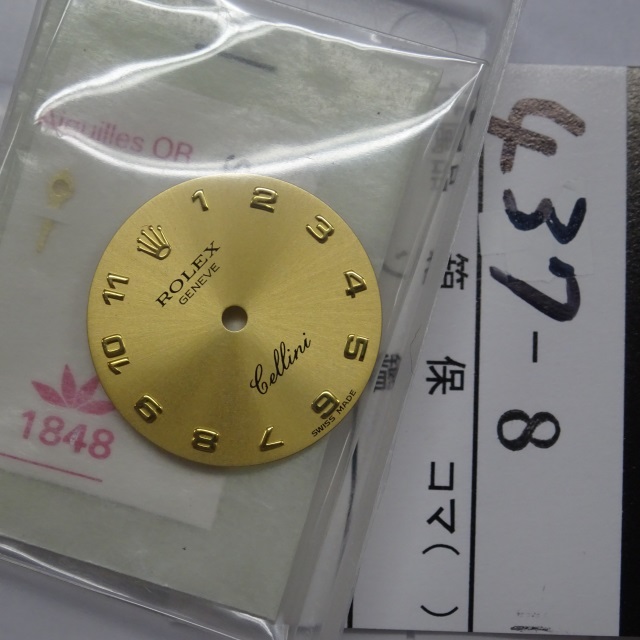 Aiguilles OR
1848
ROLEX
GENEVE
Cellini
SWISS MADE
1
2
3
4
5
6
7
8
9
10
11
437-8
箱 保 コマ( )